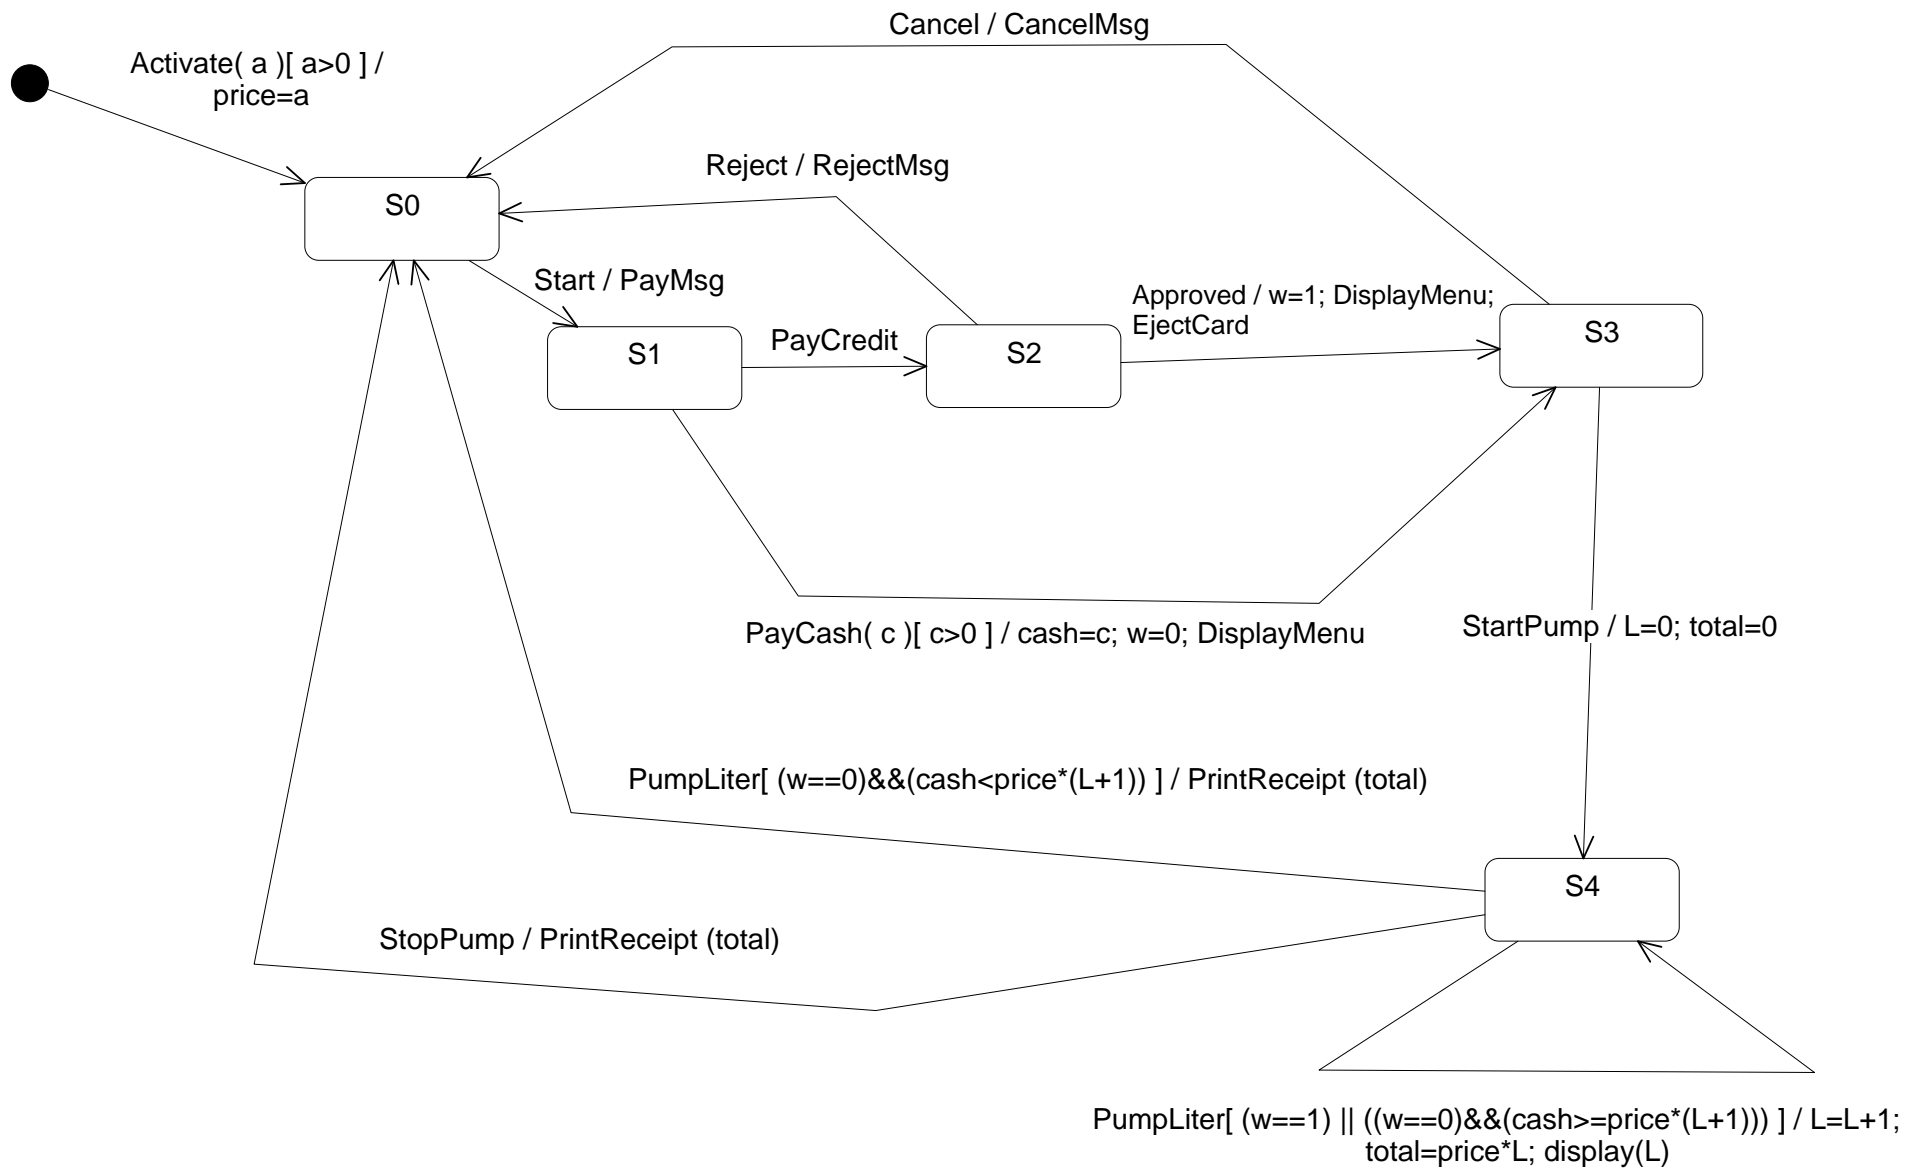 Cancel / CancelMsg
Activate( a )[ a>0 ] /
price=a
Reject / RejectMsg
S0
Start / PayMsg
Approved / w=1; DisplayMenu;
EjectCard
S3
PayCredit
S1
S2
PayCash( c )[ c>0 ] / cash=c; w=0; DisplayMenu
StartPump / L=0; total=0
PumpLiter[ (w==0)&&(cash<price*(L+1)) ] / PrintReceipt (total)
S4
StopPump / PrintReceipt (total)
PumpLiter[ (w==1) || ((w==0)&&(cash>=price*(L+1))) ] / L=L+1;
total=price*L; display(L)